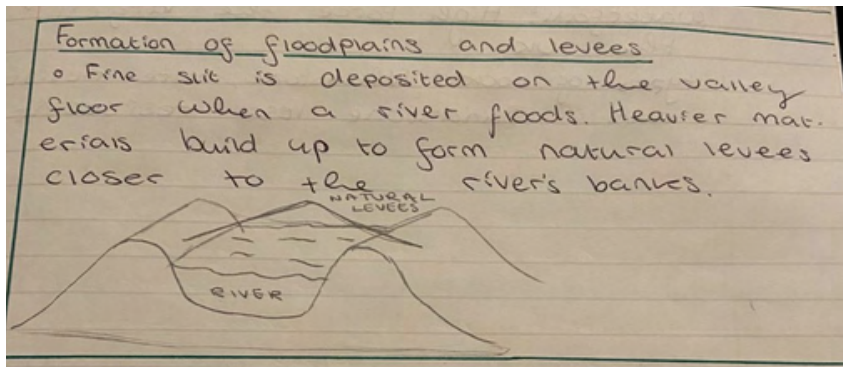 Formation of floodplains and levees
• Fine silt is deposited on the valley
floor when a river floods. Heavier mat-
erials build up to form natural levees
closer to the river's banks.
NATURAL
LEVEES
RIVER